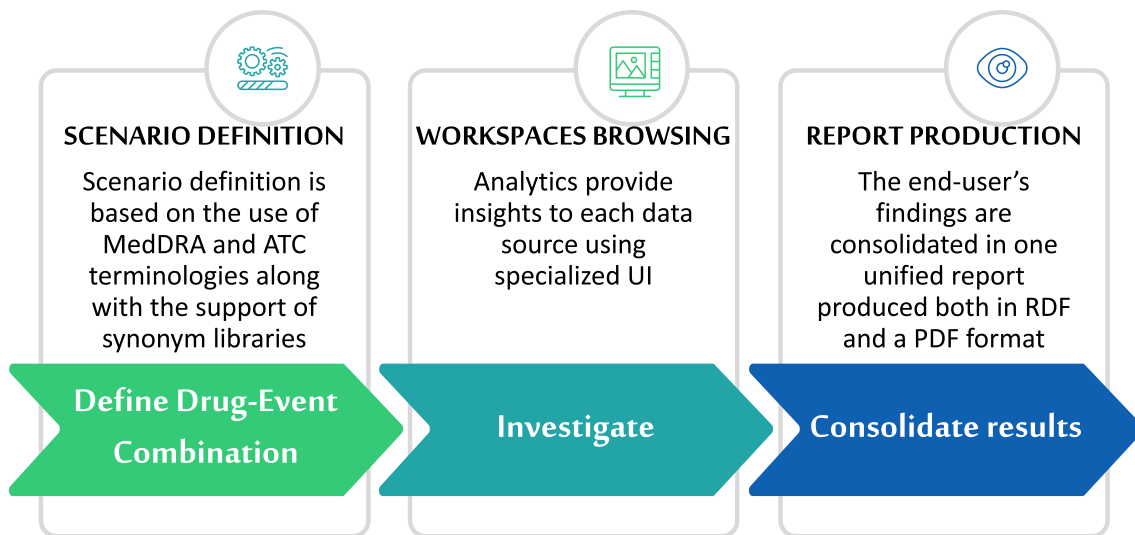 SCENARIO DEFINITION
Scenario definition is
based on the use of
MedDRA and ATC
terminologies along
with the support of
synonym libraries
Define Drug-Event
Combination
WORKSPACES BROWSING
Analytics provide
insights to each data
source using
specialized UI
Investigate
REPORT PRODUCTION
The end-user’s
findings are
consolidated in one
unified report
produced both in RDF
and a PDF format
Consolidate results